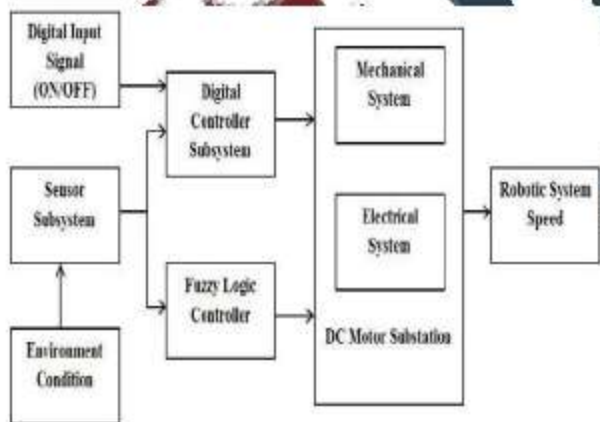 Digital Input
Signal
(ON/OFF)
Digital
Controller
Subsystem
Mechanical
System
Sensor
Subsystem
Electrical
System
Robotic System
Speed
Fuzzy Logic
Controller
DC Motor Substation
Environment
Condition